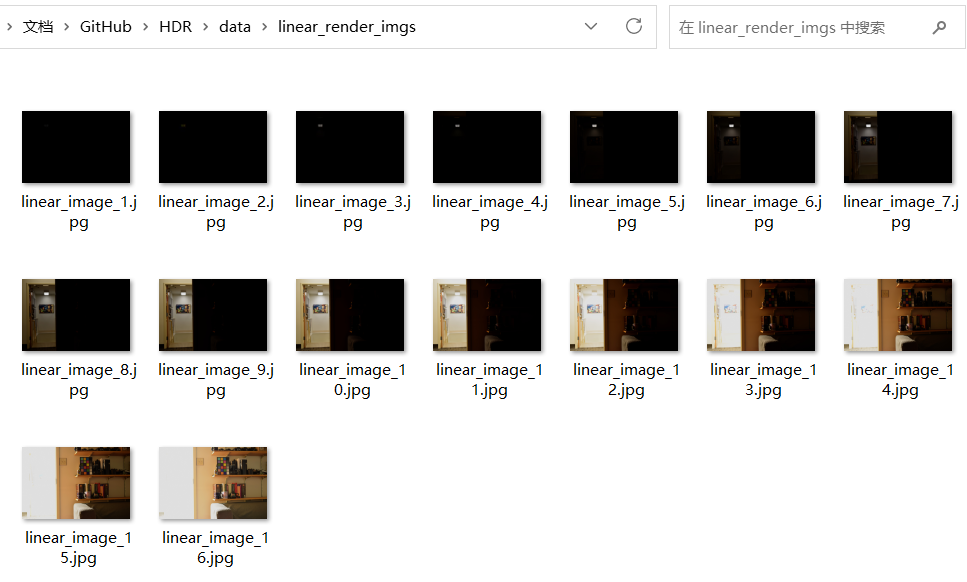 文档 > GitHub > HDR > data > linear_render_imgs
在 linear_render_imgs 中搜索
linear_image_1.j
pg
linear_image_2.j
pg
linear_image_3.j
pg
linear_image_4.j
pg
linear_image_5.j
pg
linear_image_6.j
pg
linear_image_7.j
pg
linear_image_8.j
pg
linear_image_9.j
pg
linear_image_1
0.jpg
linear_image_1
1.jpg
linear_image_1
2.jpg
linear_image_1
3.jpg
linear_image_1
4.jpg
linear_image_1
5.jpg
linear_image_1
6.jpg